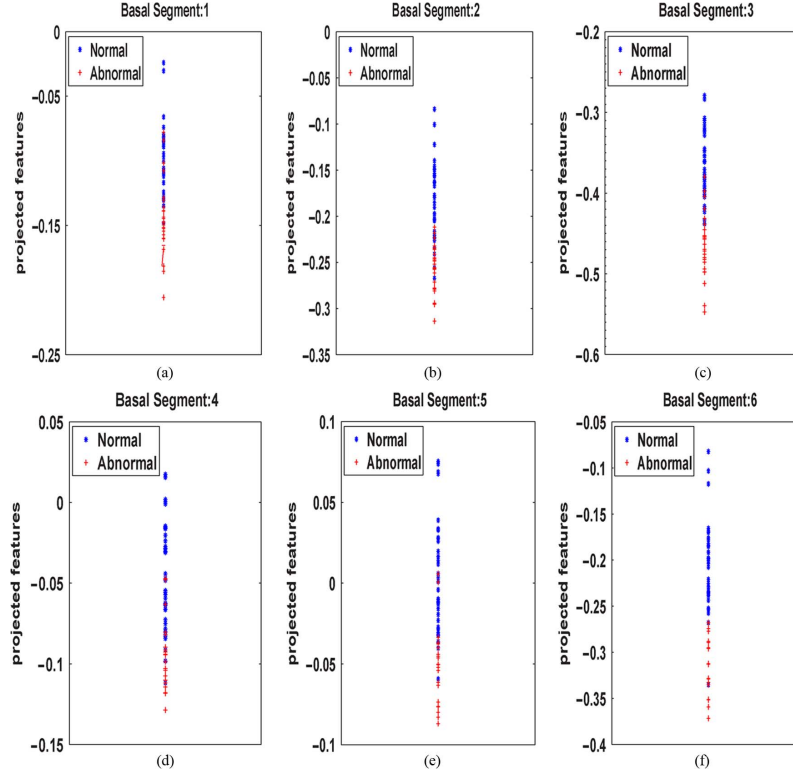 Basal Segment:1
0
−0.05
−0.15
−0.25
projected features
Normal
Abnormal
(a)
Basal Segment:2
0
−0.05
−0.1
−0.15
−0.2
−0.25
−0.3
−0.35
projected features
Normal
Abnormal
(b)
Basal Segment:3
−0.2
−0.3
−0.4
−0.5
−0.6
projected features
Normal
Abnormal
(c)
Basal Segment:4
0.05
0
−0.05
−0.1
−0.15
projected features
Normal
Abnormal
(d)
Basal Segment:5
0.1
0.05
0
−0.05
−0.1
projected features
Normal
Abnormal
(e)
Basal Segment:6
−0.05
−0.1
−0.15
−0.2
−0.25
−0.3
−0.35
−0.4
projected features
Normal
Abnormal
(f)